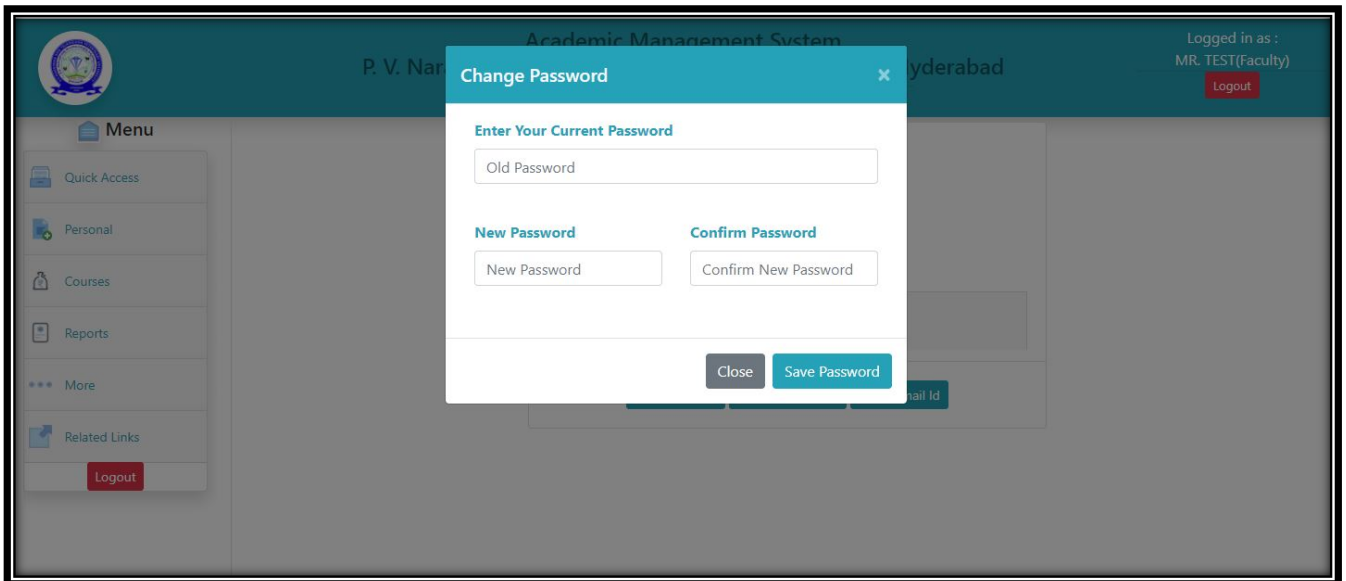 Academic Management System
P. V. yderabad
Logged in as :
MR. TEST(Faculty)
Logout
Menu
Quick Access
Personal
Courses
Reports
More
Related Links
Logout
Change Password ×
Enter Your Current Password
Old Password
New Password Confirm Password
New Password Confirm New Password
Close Save Password
Id